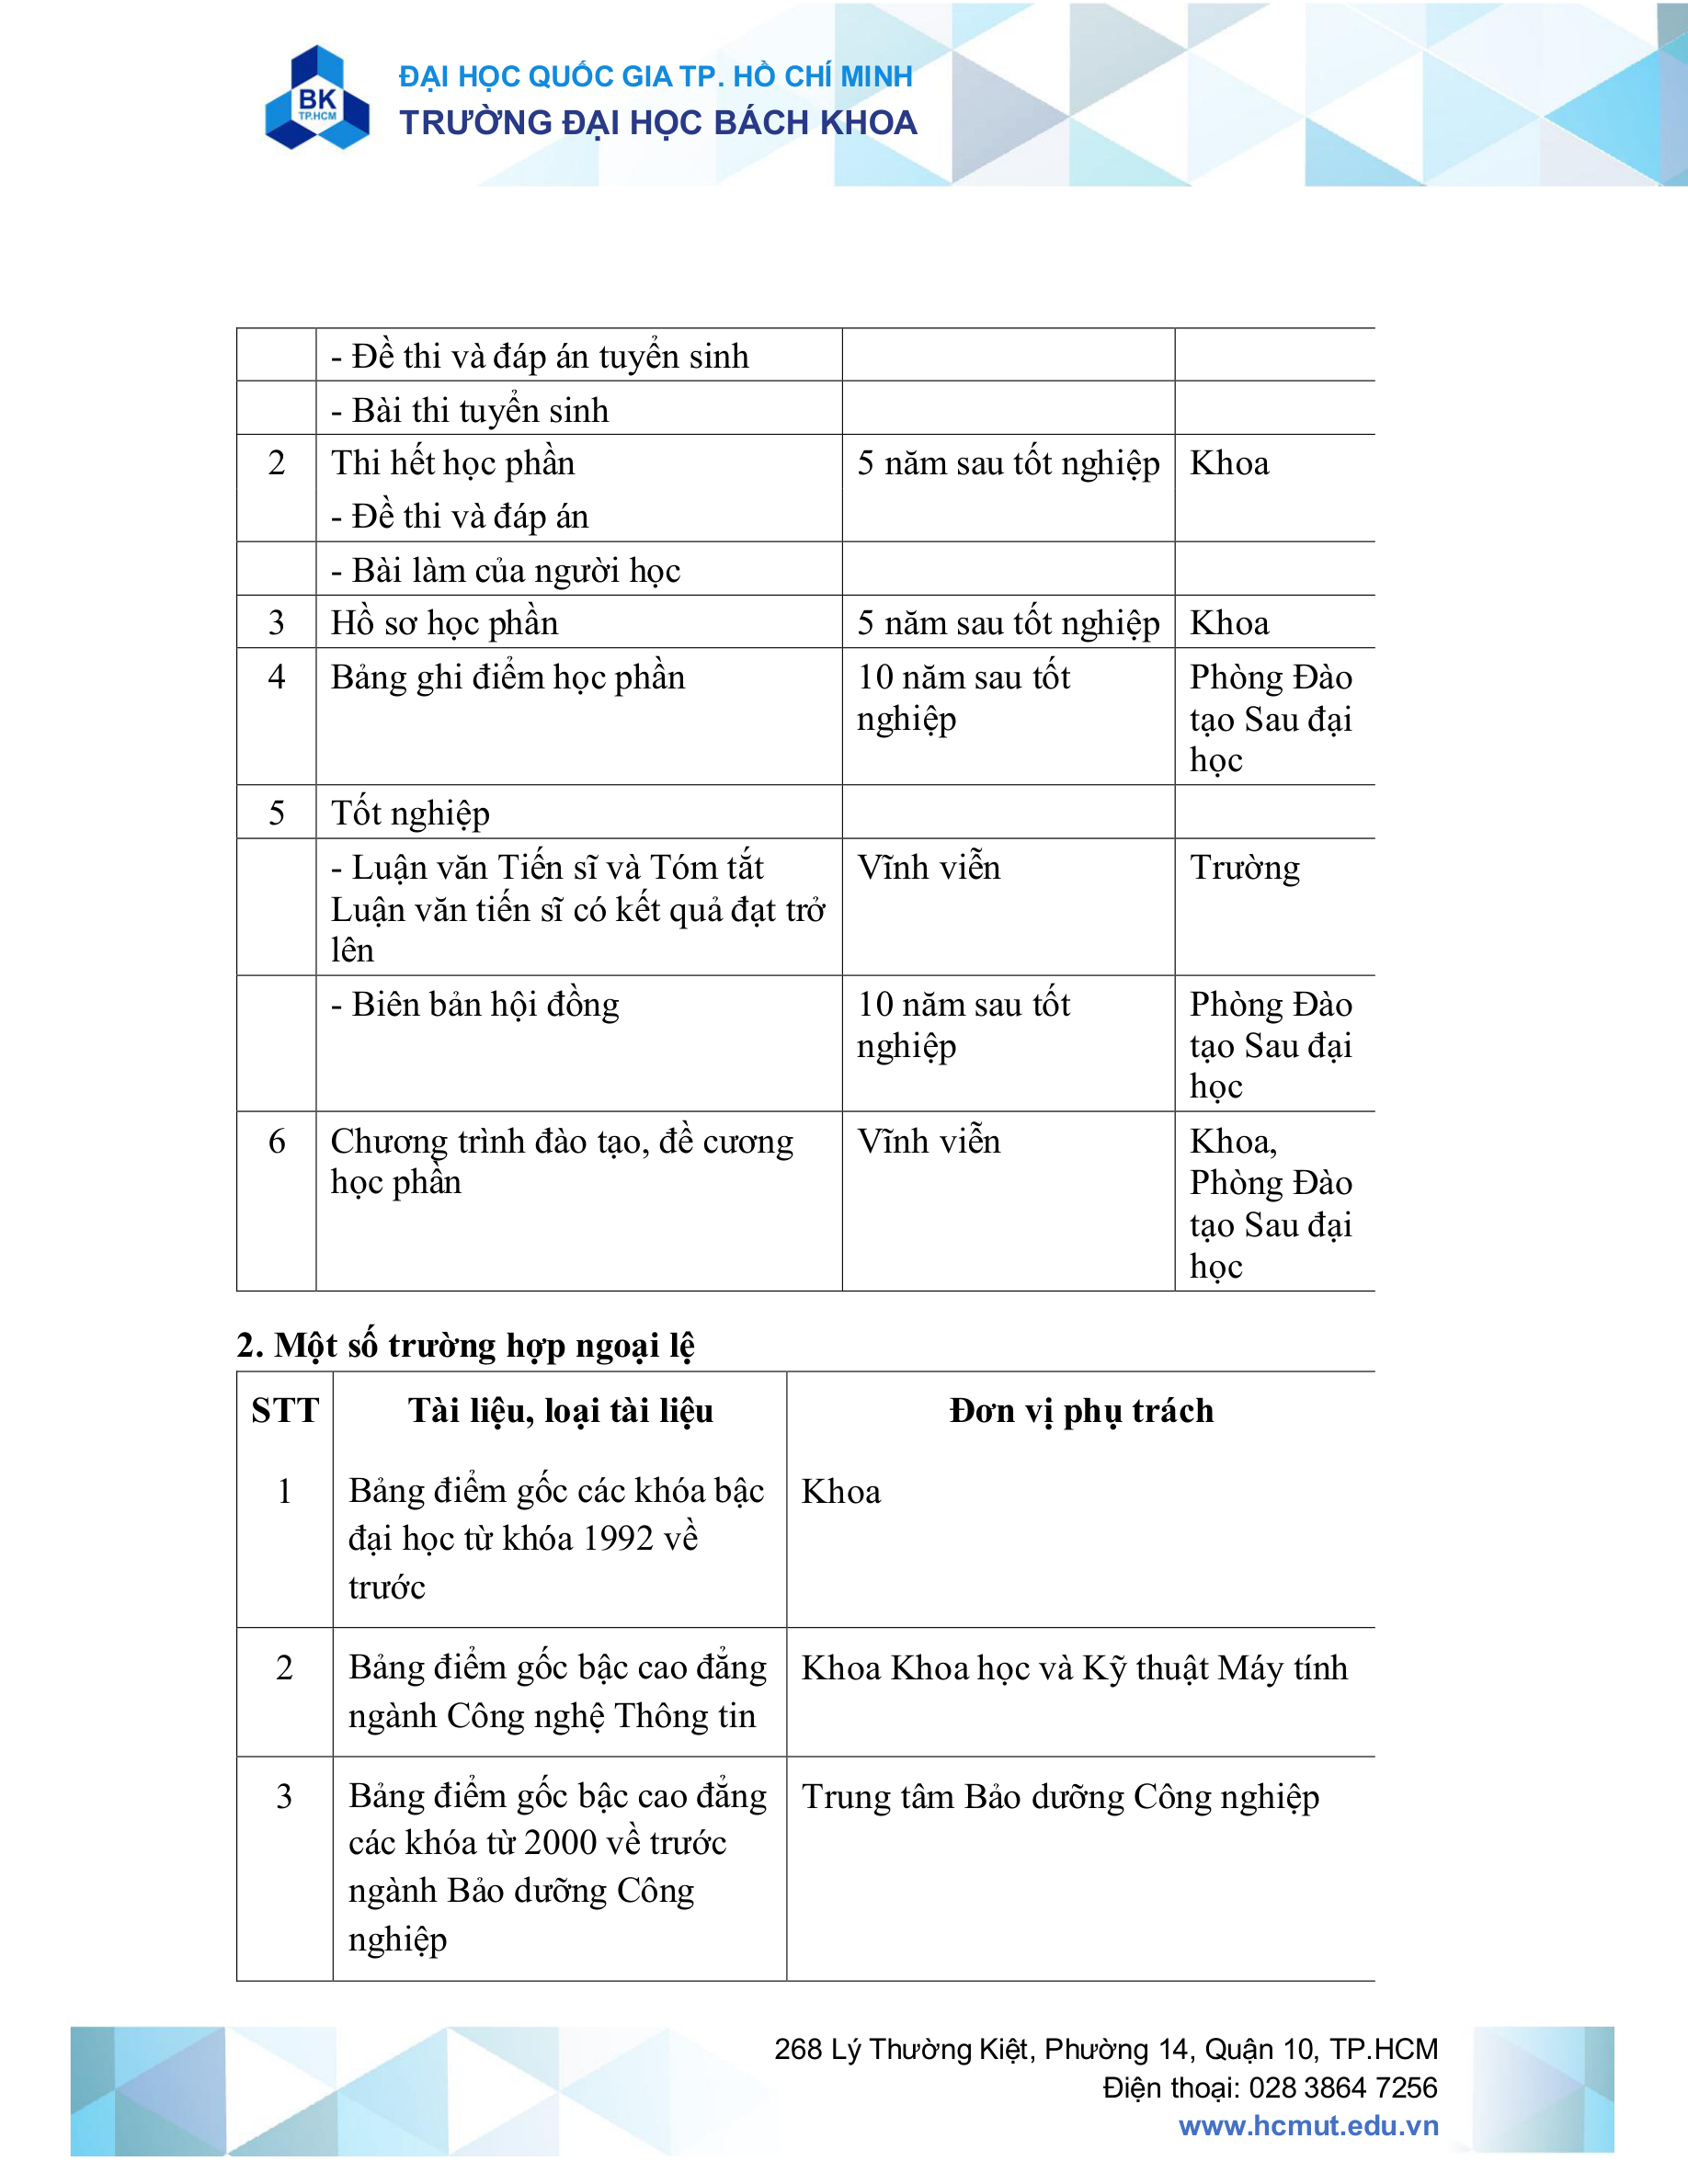 BK
TP.HCM
ĐẠI HỌC QUỐC GIA TP. HỒ CHÍ MINH
TRƯỜNG ĐẠI HỌC BÁCH KHOA
- Đề thi và đáp án tuyển sinh
- Bài thi tuyển sinh
2 Thi hết học phần 5 năm sau tốt nghiệp Khoa
- Đề thi và đáp án
- Bài làm của người học
3 Hồ sơ học phần 5 năm sau tốt nghiệp Khoa
4 Bảng ghi điểm học phần 10 năm sau tốt Phòng Đào
nghiệp tạo Sau đại
học
5 Tốt nghiệp
- Luận văn Tiến sĩ và Tóm tắt Vĩnh viễn Trường
Luận văn tiến sĩ có kết quả đạt trở
lên
- Biên bản hội đồng 10 năm sau tốt Phòng Đào
nghiệp tạo Sau đại
học
6 Chương trình đào tạo, đề cương Vĩnh viễn Khoa,
học phần Phòng Đào
tạo Sau đại
học
2. Một số trường hợp ngoại lệ
STT Tài liệu, loại tài liệu Đơn vị phụ trách
1 Bảng điểm gốc các khóa bậc Khoa
đại học từ khóa 1992 về
trước
2 Bảng điểm gốc bậc cao đẳng Khoa Khoa học và Kỹ thuật Máy tính
ngành Công nghệ Thông tin
3 Bảng điểm gốc bậc cao đẳng Trung tâm Bảo dưỡng Công nghiệp
các khóa từ 2000 về trước
ngành Bảo dưỡng Công
nghiệp
268 Lý Thường Kiệt, Phường 14, Quận 10, TP.HCM
Điện thoại: 028 3864 7256
www.hcmut.edu.vn